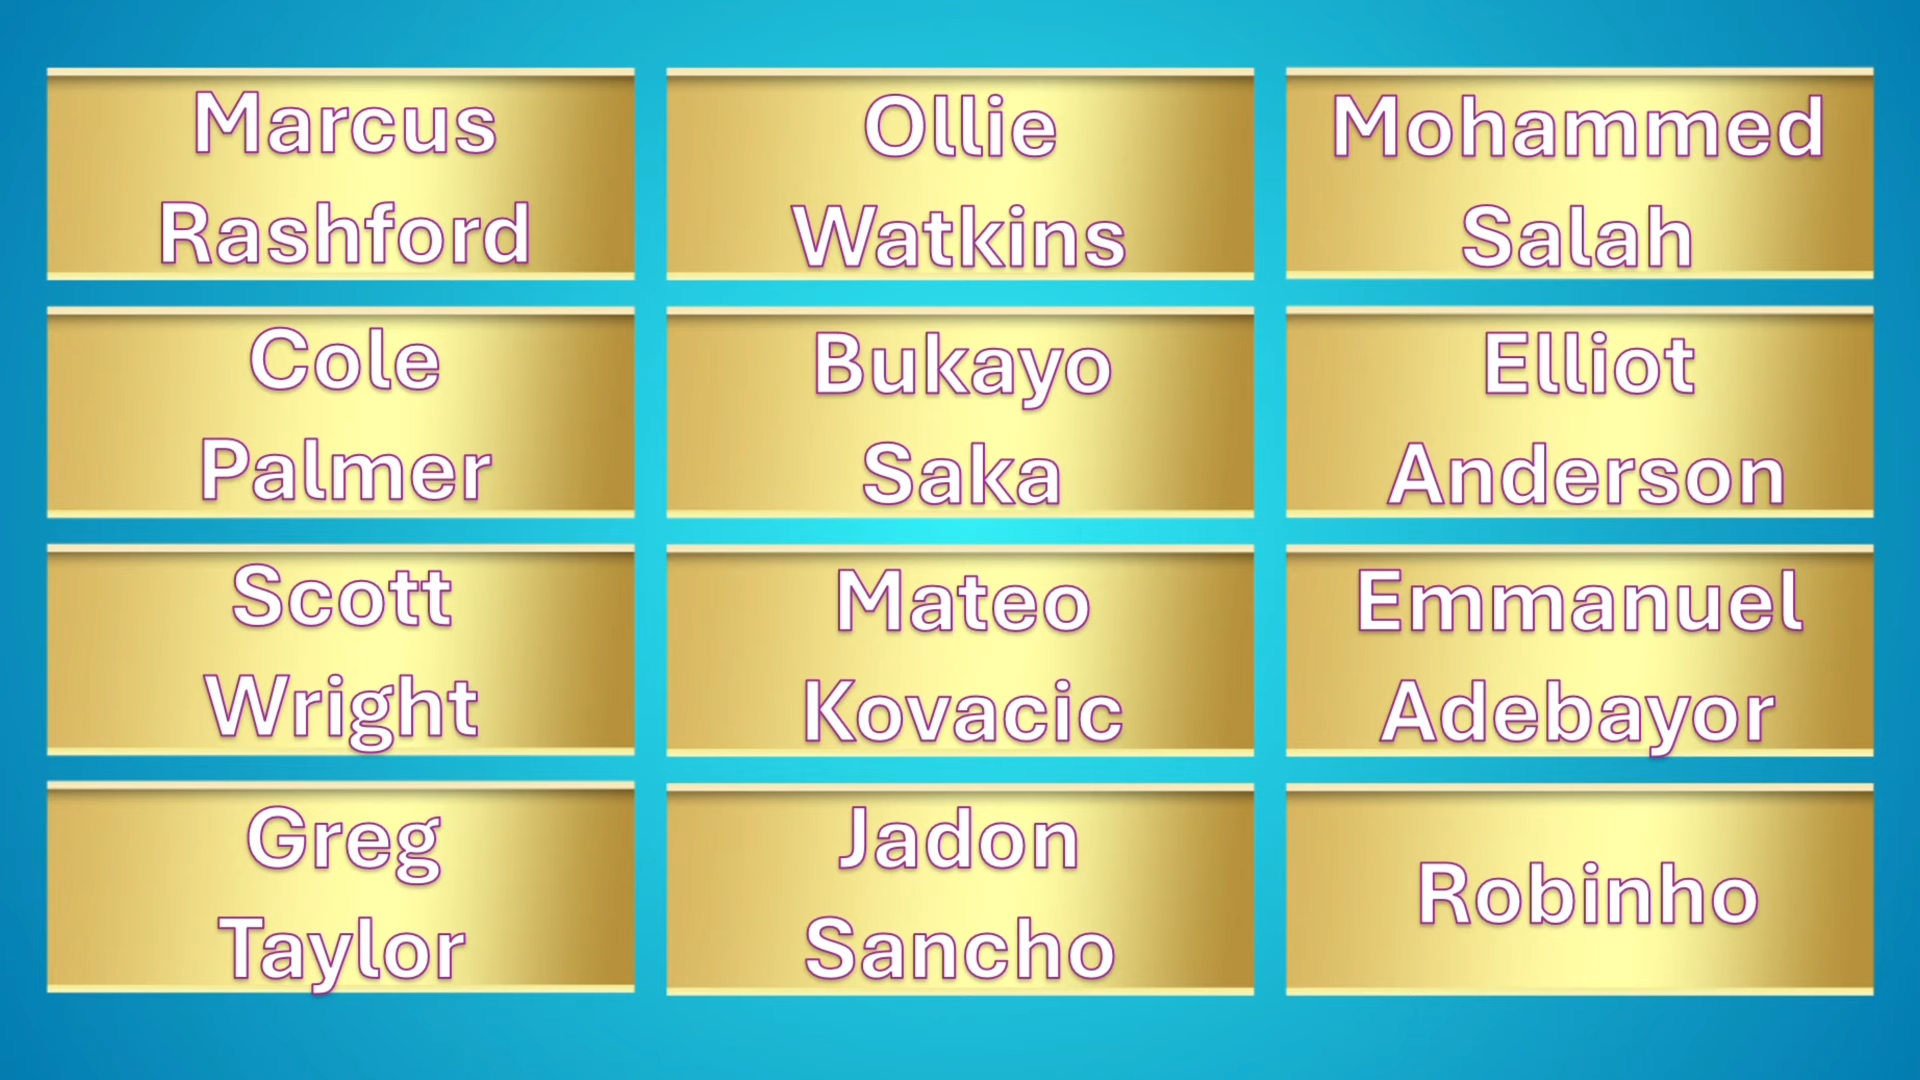 Marcus
Rashford
Ollie
Watkins
Mohammed
Salah
Cole
Palmer
Bukayo
Saka
Elliot
Anderson
Scott
Wright
Mateo
Kovacic
Emmanuel
Adebayor
Greg
Taylor
Jadon
Sancho
Robinho